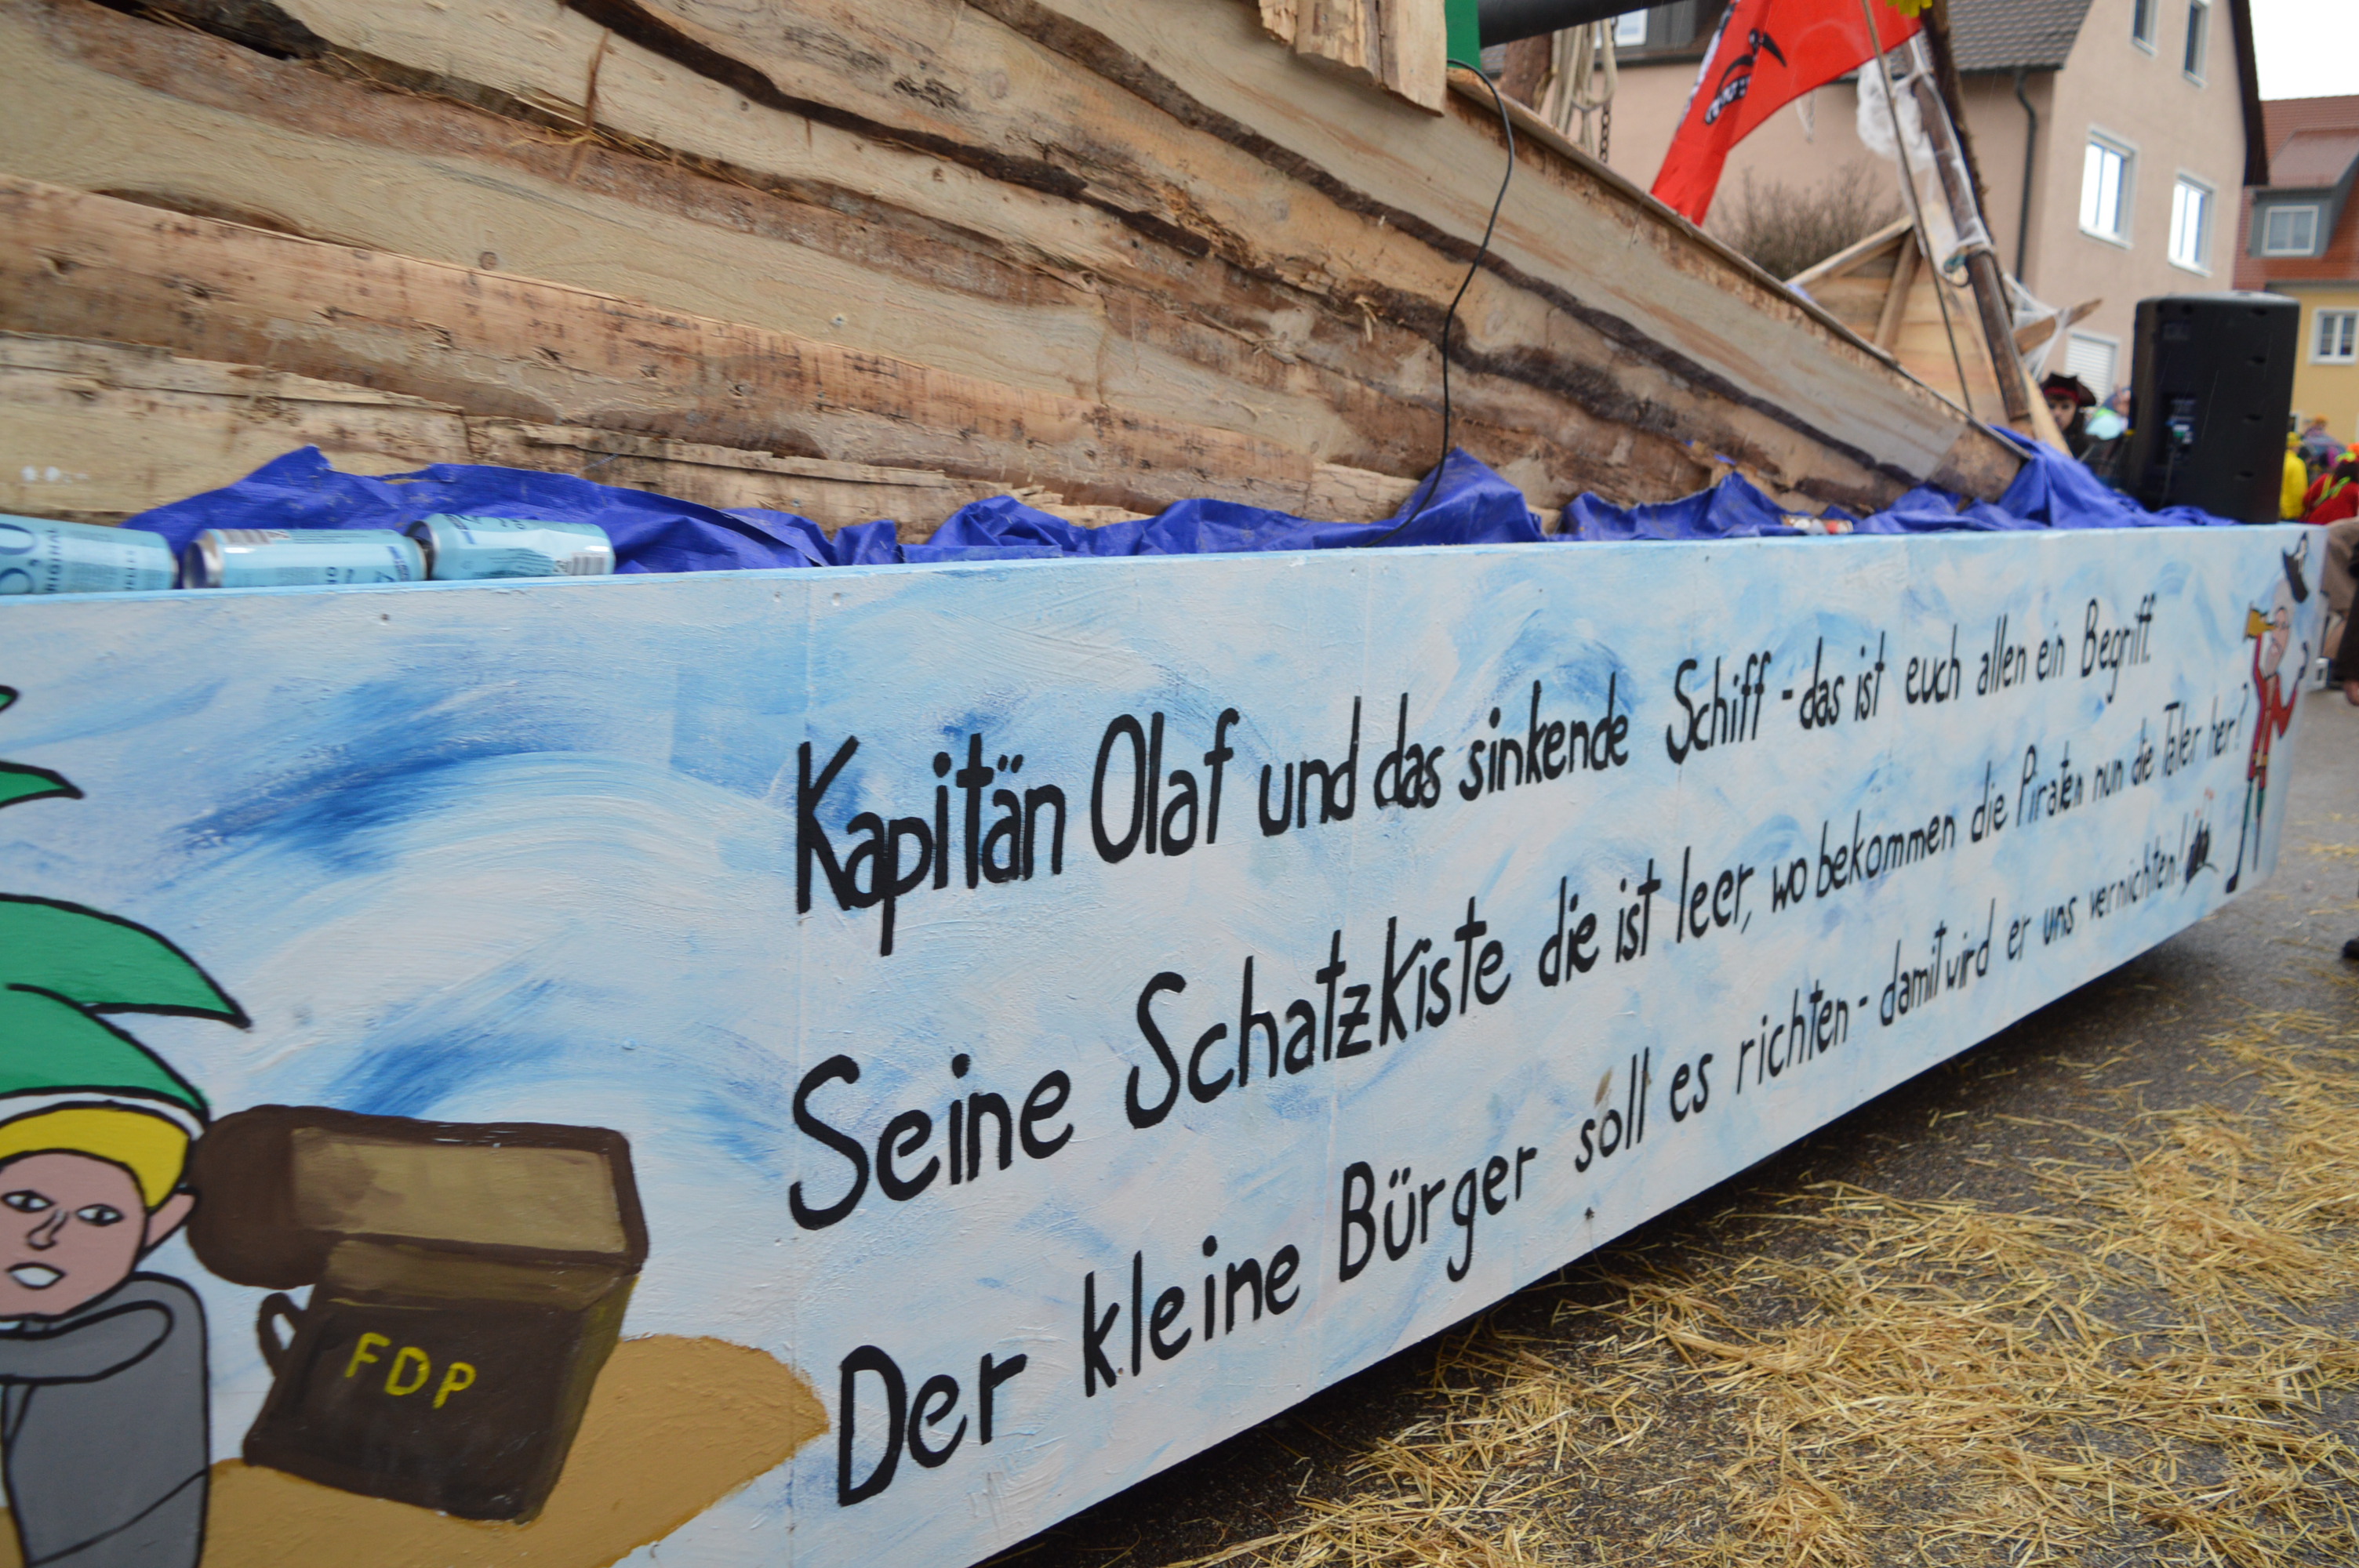 Kapitän Olaf und das sinkende Schiff - das ist euch allen ein Begriff.
Seine Schatzkiste die ist leer, wo bekommen die Piraten nun die Taler her?
Der kleine Bürger soll es richten - damit wird er uns vernichten!
FDP